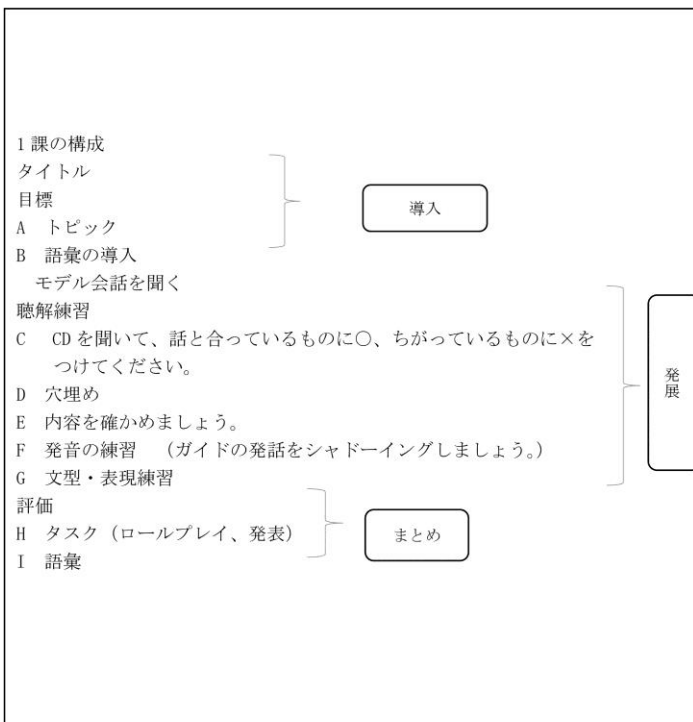 1課の構成
タイトル
目標
A トピック
B 語彙の導入
モデル会話を聞く
聴解練習
C CDを聞いて、話と合っているものに○、ちがっているものに×を
つけてください。
D 穴埋め
E 内容を確かめましょう。
F 発音の練習 (ガイドの発話をシャドーイングしましょう。)
G 文型・表現練習
評価
H タスク(ロールプレイ、発表)
I 語彙
導入
発展
まとめ